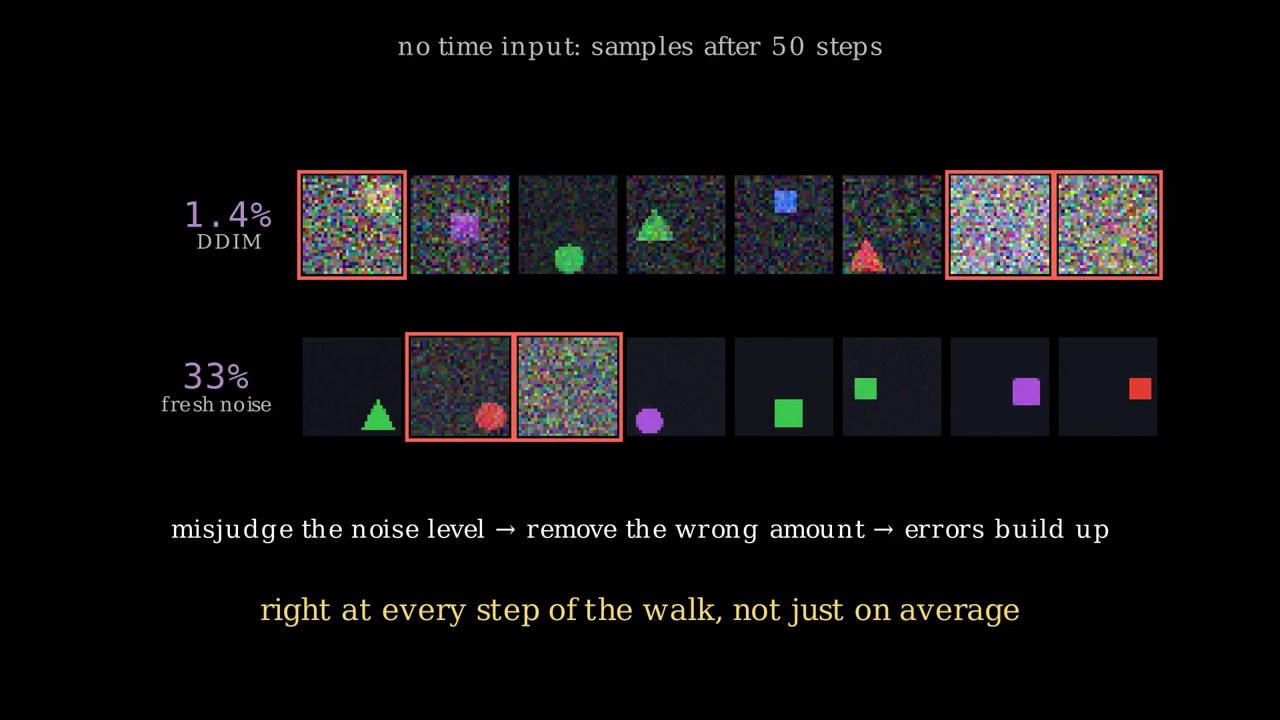 no time input: samples after 50 steps
1.4%
DDIM
33%
fresh noise
misjudge the noise level → remove the wrong amount → errors build up
right at every step of the walk, not just on average